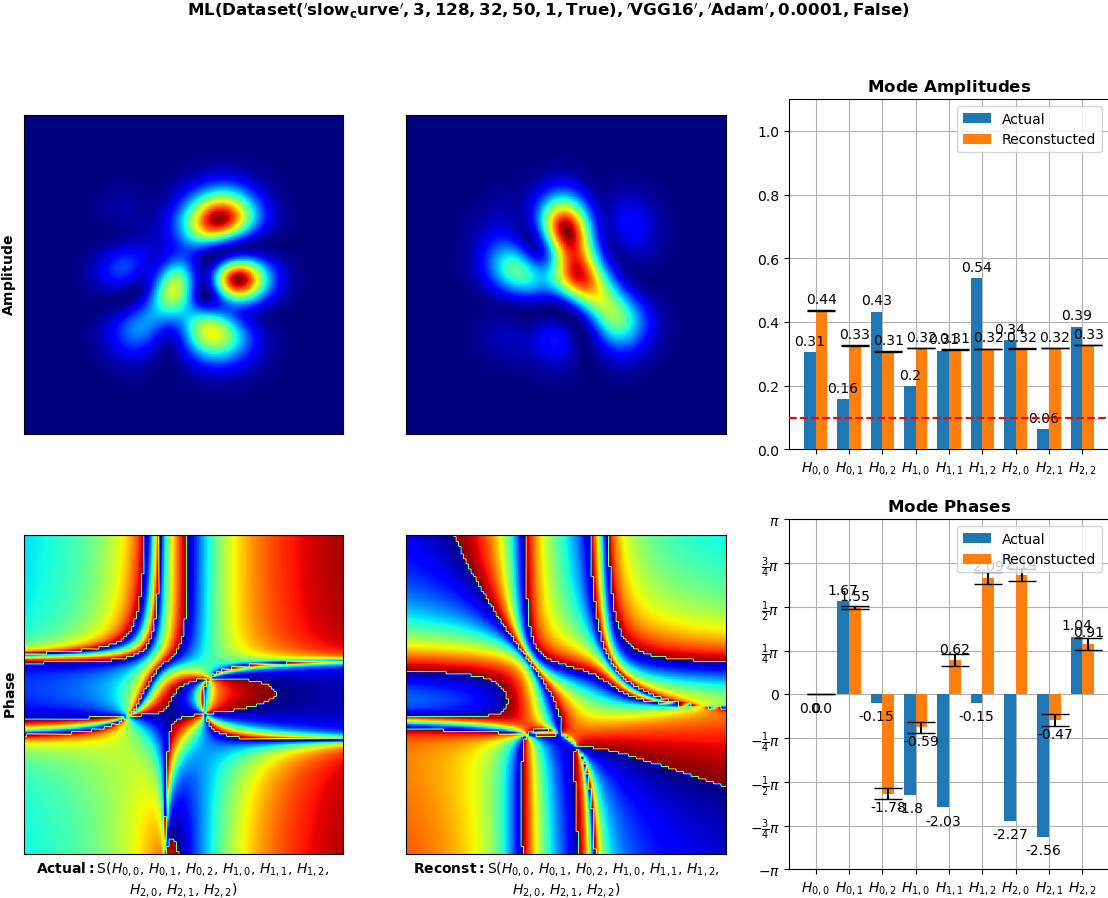 ML(Dataset('slow_curve', 3, 128, 32, 50, 1, True), 'VGG16', 'Adam', 0.0001, False)
Mode Amplitudes
Actual
Reconstucted
1.0
0.8
0.6
0.4
0.2
0.0
0.31
0.16
0.43
0.2
0.31
0.54
0.34
0.06
0.39
0.44
0.33
0.31
0.32
0.31
0.32
0.32
0.32
0.33
H0,0 H0,1 H0,2 H1,0 H1,1 H1,2 H2,0 H2,1 H2,2
Amplitude
Mode Phases
Actual
Reconstucted
π
3/4π
1/2π
1/4π
0
−1/4π
−1/2π
−3/4π
−π
0.0
1.67
-0.15
-1.8
-2.03
-0.15
-2.27
-2.56
1.04
0.0
1.55
-1.78
-0.59
0.62
2.09
-0.47
0.91
H0,0 H0,1 H0,2 H1,0 H1,1 H1,2 H2,0 H2,1 H2,2
Phase
Actual: S(H0,0, H0,1, H0,2, H1,0, H1,1, H1,2,
H2,0, H2,1, H2,2)
Reconst: S(H0,0, H0,1, H0,2, H1,0, H1,1, H1,2,
H2,0, H2,1, H2,2)